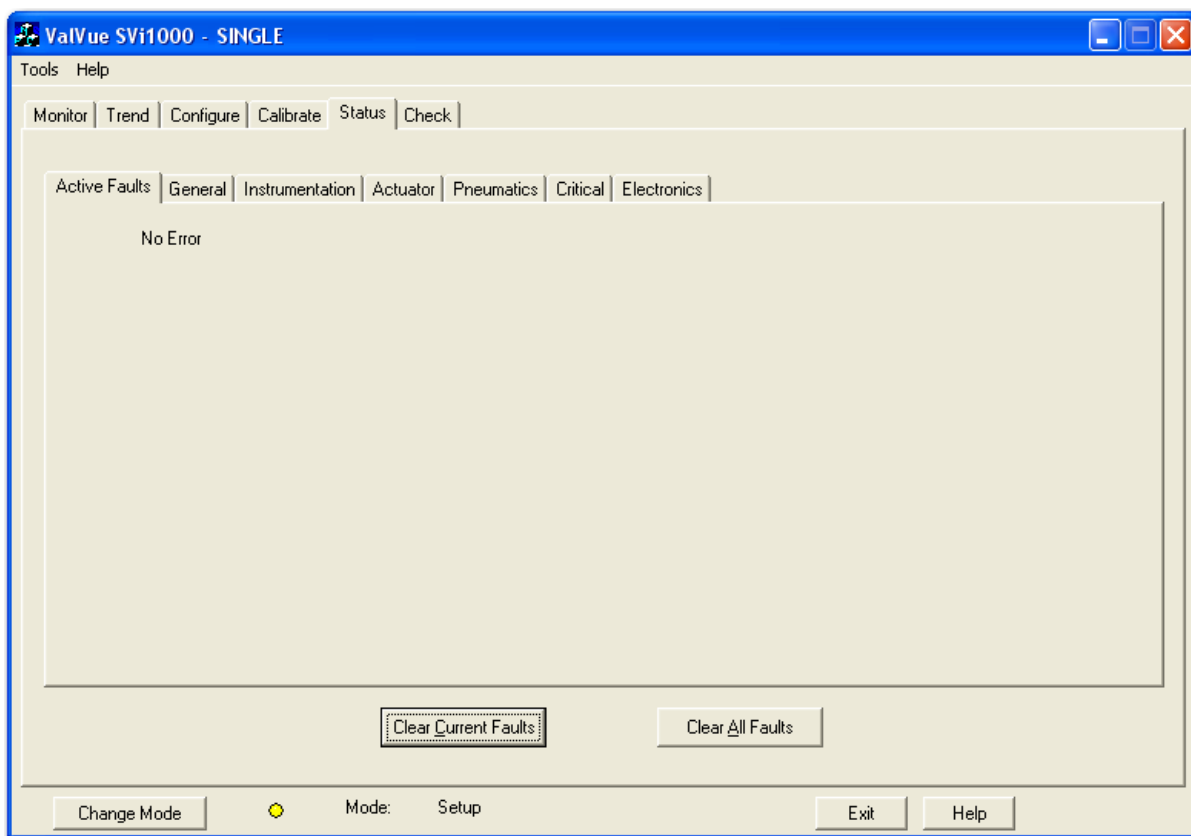 ValVue SVi1000 - SINGLE
Tools Help
Monitor Trend Configure Calibrate Status Check
Active Faults General Instrumentation Actuator Pneumatics Critical Electronics
No Error
Clear Current Faults Clear All Faults
Change Mode Mode: Setup Exit Help